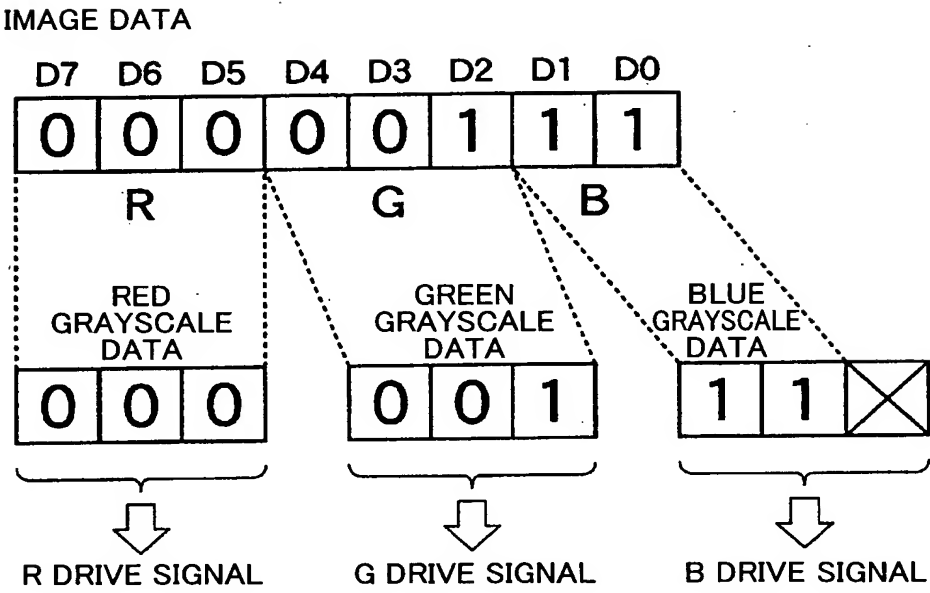 IMAGE DATA
D7 D6 D5 D4 D3 D2 D1 D0
0 0 0 0 0 1 1 1
R G B
RED GREEN BLUE
GRAYSCALE GRAYSCALE GRAYSCALE
DATA DATA DATA
0 0 0 0 0 1 1 1
R DRIVE SIGNAL G DRIVE SIGNAL B DRIVE SIGNAL